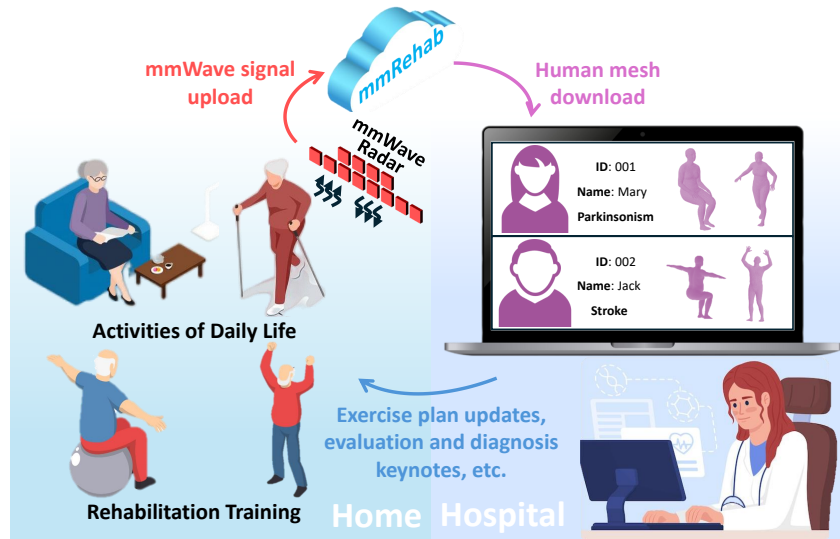 mmWave signal
upload
mmRehab
Human mesh
download
mmWave
Radar
ID: 001
Name: Mary
Parkinsonism
ID: 002
Name: Jack
Stroke
Activities of Daily Life
Exercise plan updates,
evaluation and diagnosis
keynotes, etc.
Rehabilitation Training
Home
Hospital